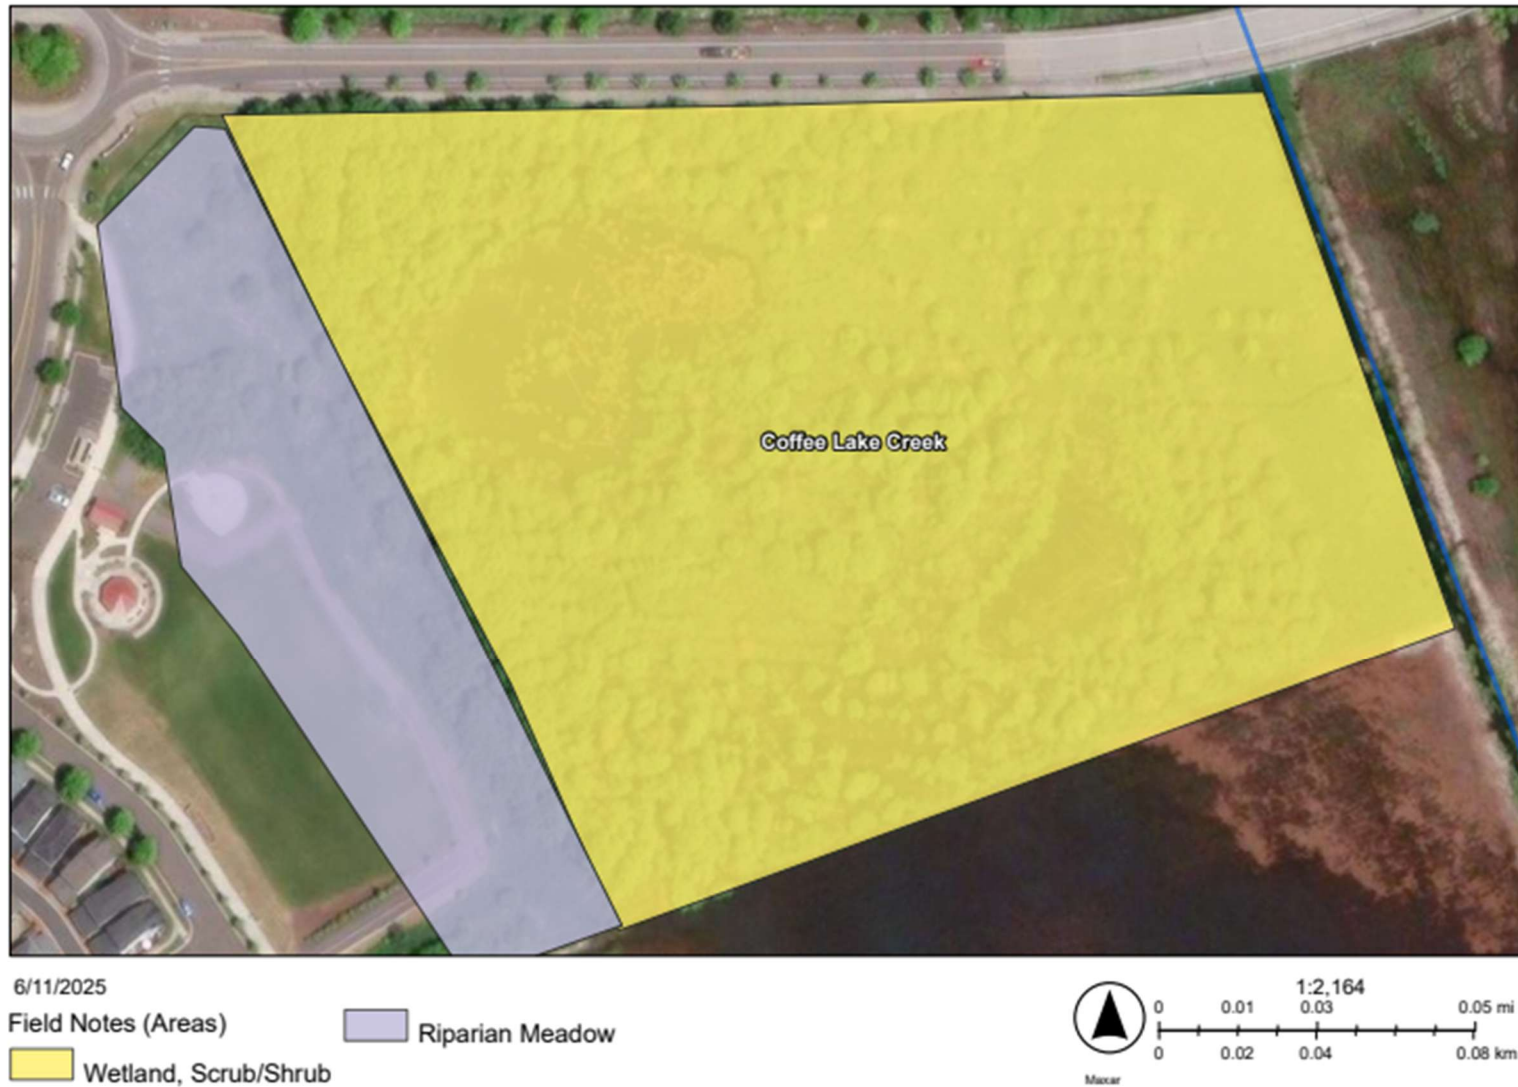 Coffee Lake Creek
6/11/2025
Field Notes (Areas)
Riparian Meadow
Wetland, Scrub/Shrub
1:2,164
0 0.01 0.03 0.05 mi
0 0.02 0.04 0.08 km
Maxar